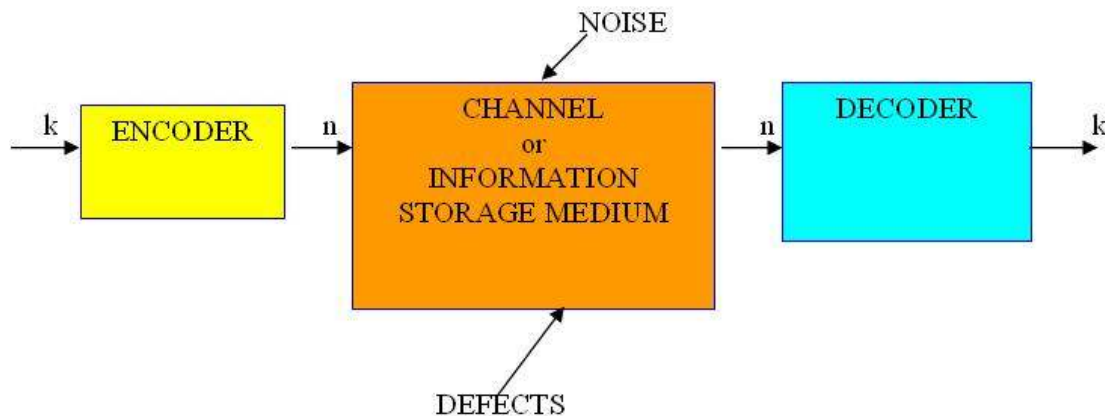 NOISE
k
ENCODER
n
CHANNEL
or
INFORMATION
STORAGE MEDIUM
n
DECODER
k
DEFECTS